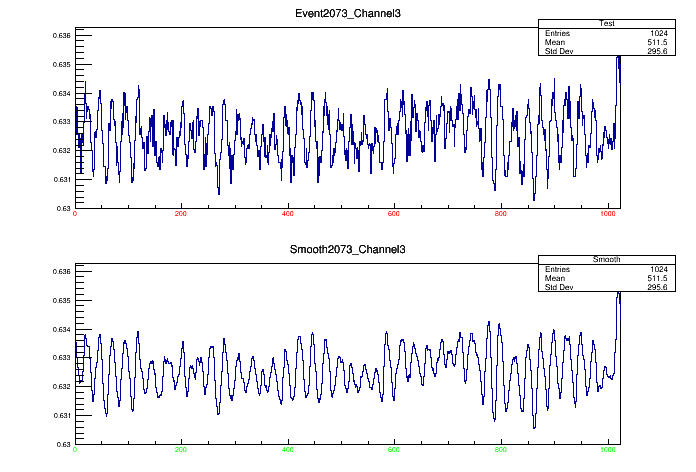 Event2073_Channel3
Test
Entries 1024
Mean 511.5
Std Dev 295.6
0.636
0.635
0.634
0.633
0.632
0.631
0.63
0 200 400 600 800 1000
Smooth2073_Channel3
Smooth
Entries 1024
Mean 511.5
Std Dev 295.6
0.636
0.635
0.634
0.633
0.632
0.631
0.63
0 200 400 600 800 1000